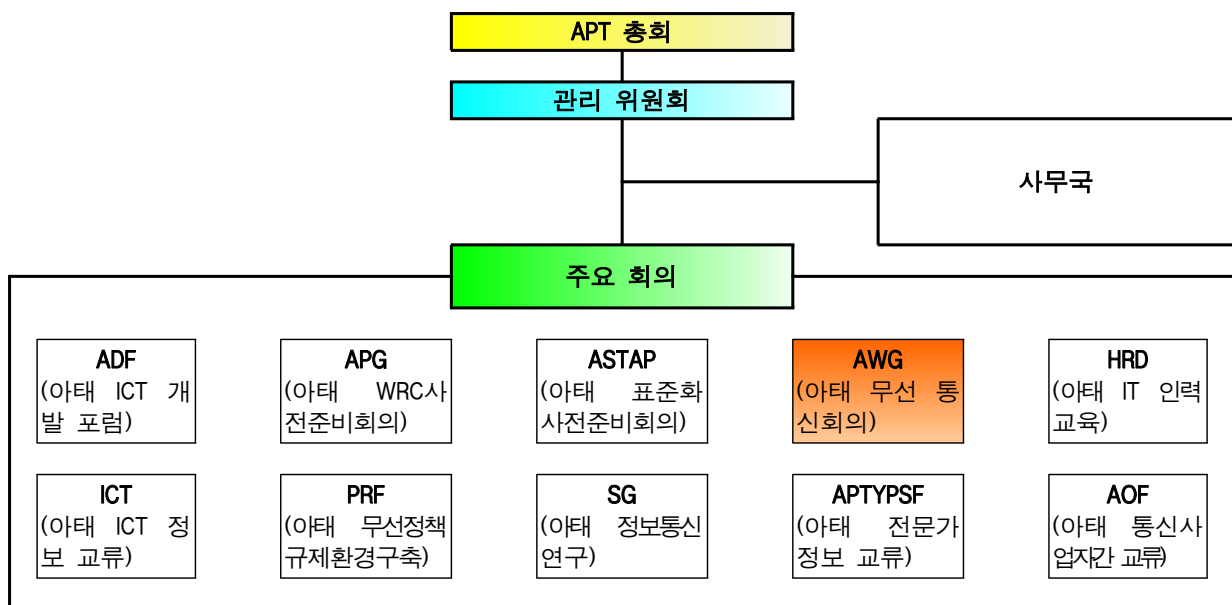 APT 총회
관리 위원회
사무국
주요 회의
ADF
(아태 ICT 개
발 포럼)
APG
(아태 WRC사
전준비회의)
ASTAP
(아태 표준화
사전준비회의)
AWG
(아태 무선 통
신회의)
HRD
(아태 IT 인력
교육)
ICT
(아태 ICT 정
보 교류)
PRF
(아태 무선정책
규제환경구축)
SG
(아태 정보통신
연구)
APTYPSF
(아태 전문가
정보 교류)
AOF
(아태 통신사
업자간 교류)